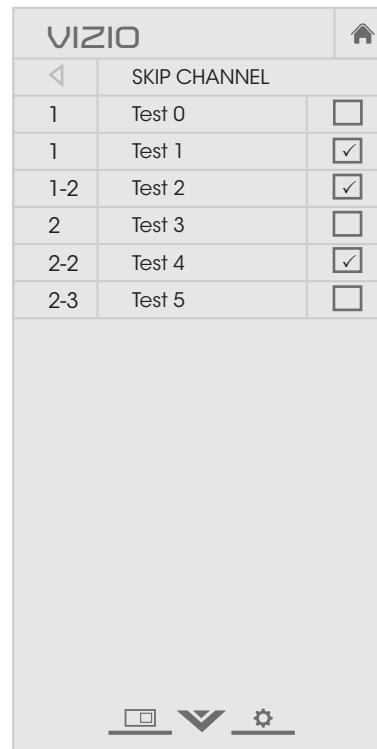 VIZIO
SKIP CHANNEL
1 Test 0
1 Test 1
1-2 Test 2
2 Test 3
2-2 Test 4
2-3 Test 5